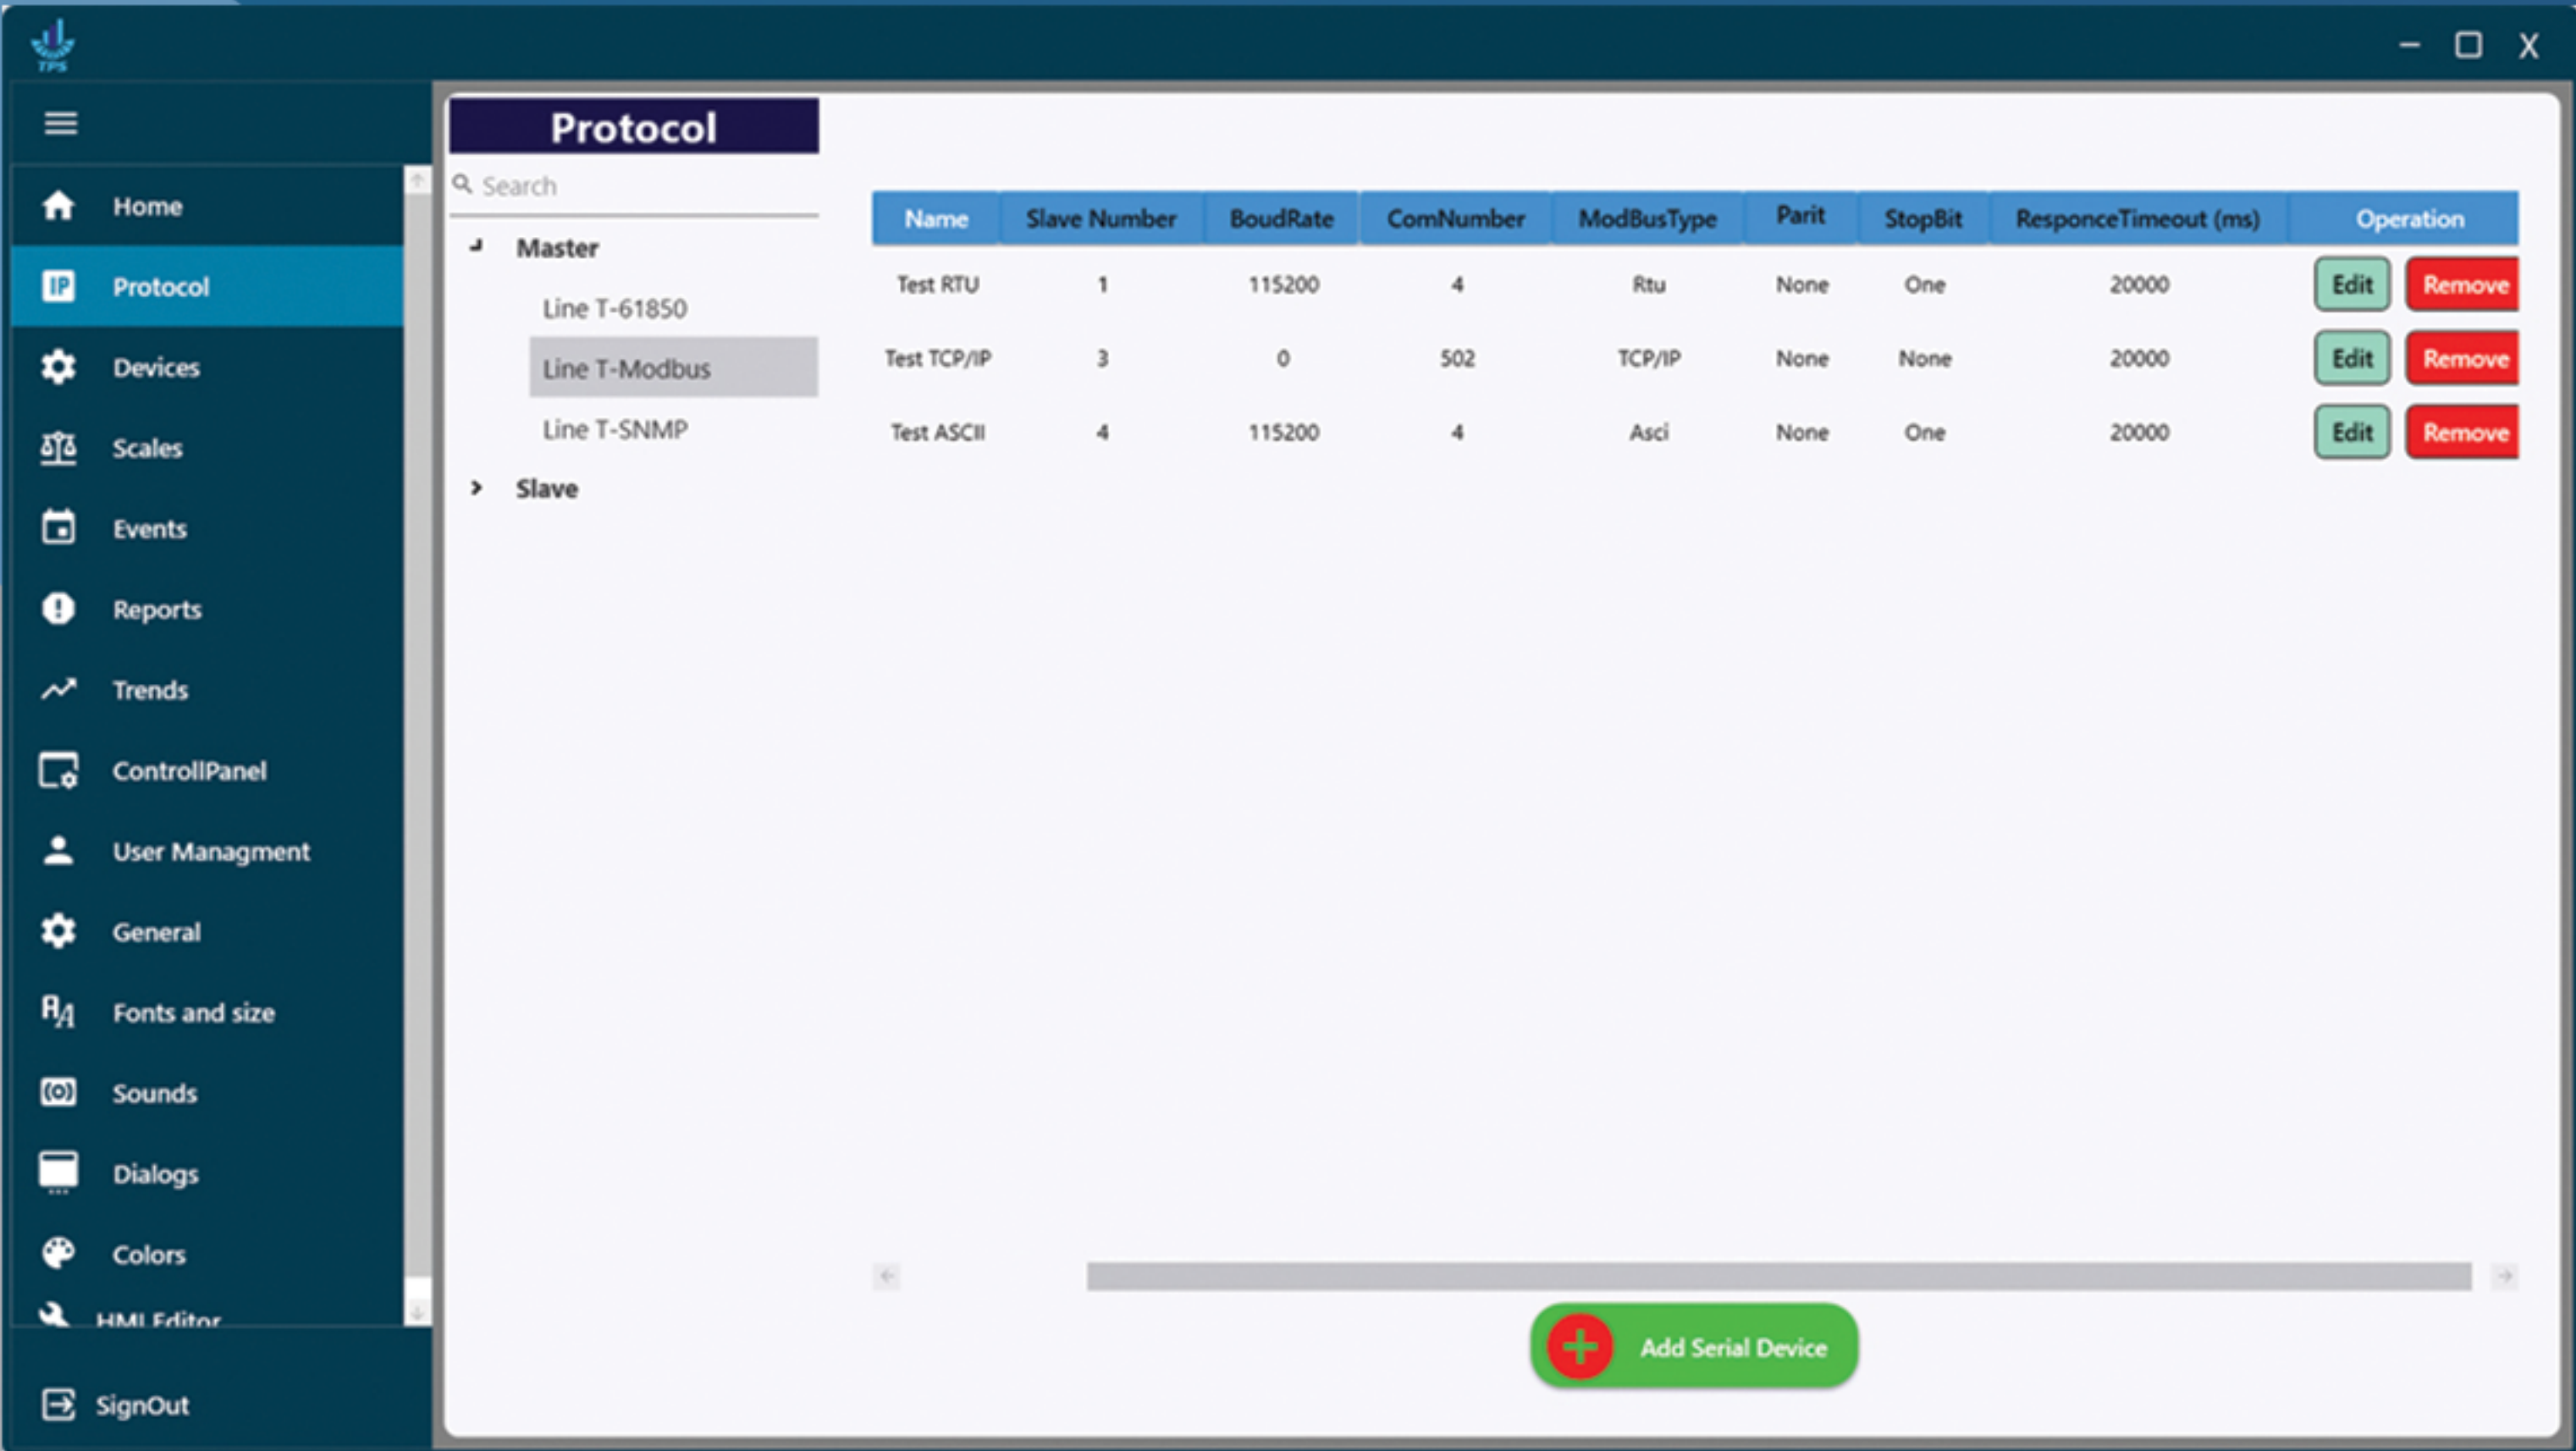 TPS
Home
IP
Protocol
Devices
Scales
Events
Reports
Trends
ControllPanel
User Managment
General
Fonts and size
Sounds
Dialogs
Colors
HMI Editor
SignOut
Protocol
Search
Master
Line T-61850
Line T-Modbus
Line T-SNMP
Slave
Name Slave Number BoudRate ComNumber ModBusType Parit StopBit ResponceTimeout (ms) Operation
Test RTU 1 115200 4 Rtu None One 20000 Edit Remove
Test TCP/IP 3 0 502 TCP/IP None None 20000 Edit Remove
Test ASCII 4 115200 4 Asci None One 20000 Edit Remove
Add Serial Device